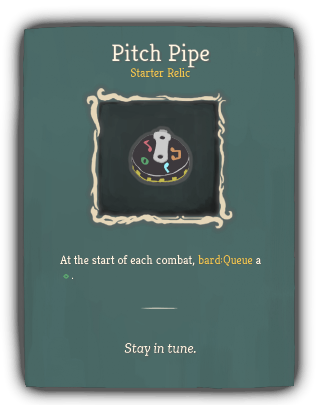 Pitch Pipe
Starter Relic
At the start of each combat, bard:Queue a
.
Stay in tune.